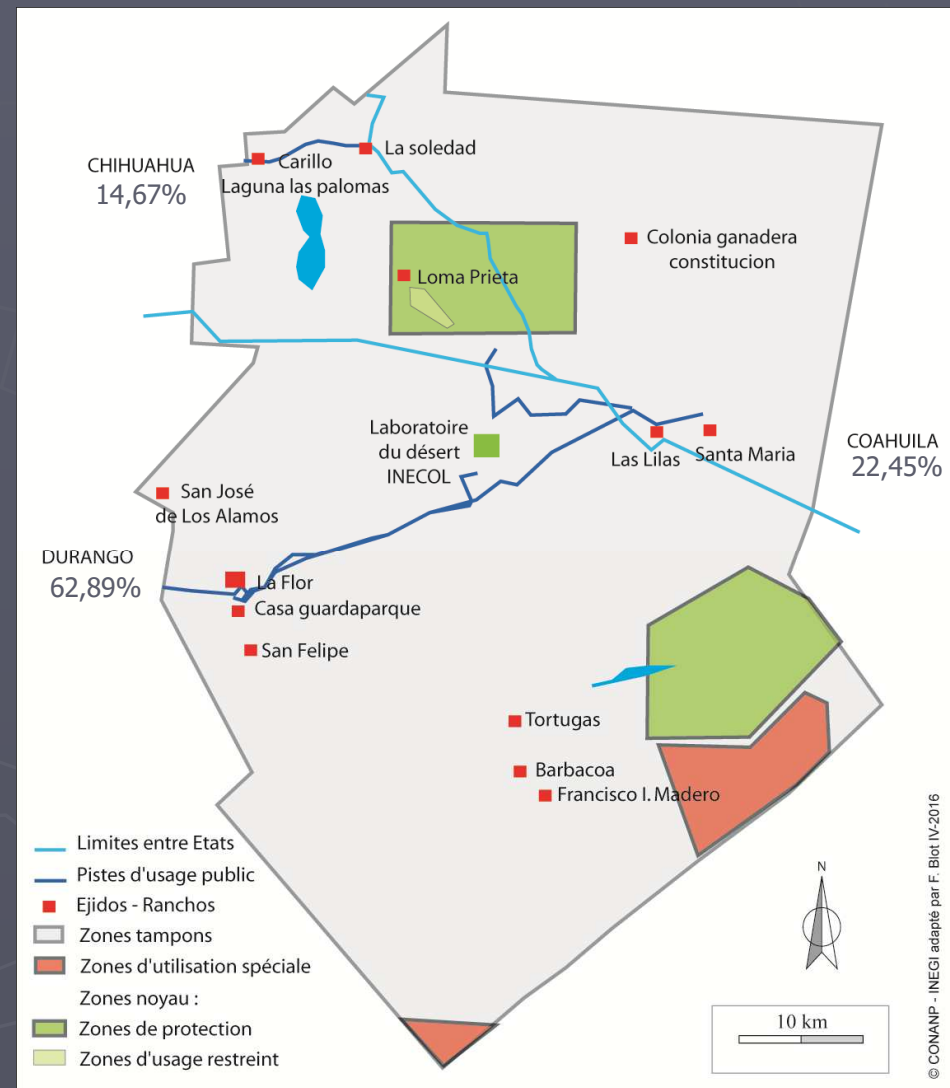 CHIHUAHUA
14,67%
Carillo
Laguna las palomas
La soledad
Colonia ganadera
constitucion
Loma Prieta
Laboratoire
du désert
INECOL
Las Lilas
Santa Maria
COAHUILA
22,45%
San José
de Los Alamos
DURANGO
62,89%
La Flor
Casa guardaparque
San Felipe
Tortugas
Barbacoa
Francisco I. Madero
Limites entre Etats
Pistes d'usage public
Ejidos - Ranchos
Zones tampons
Zones d'utilisation spéciale
Zones noyau :
Zones de protection
Zones d'usage restreint
N
10 km
© CONANP - INEGI adapté par F. Blot IV-2016